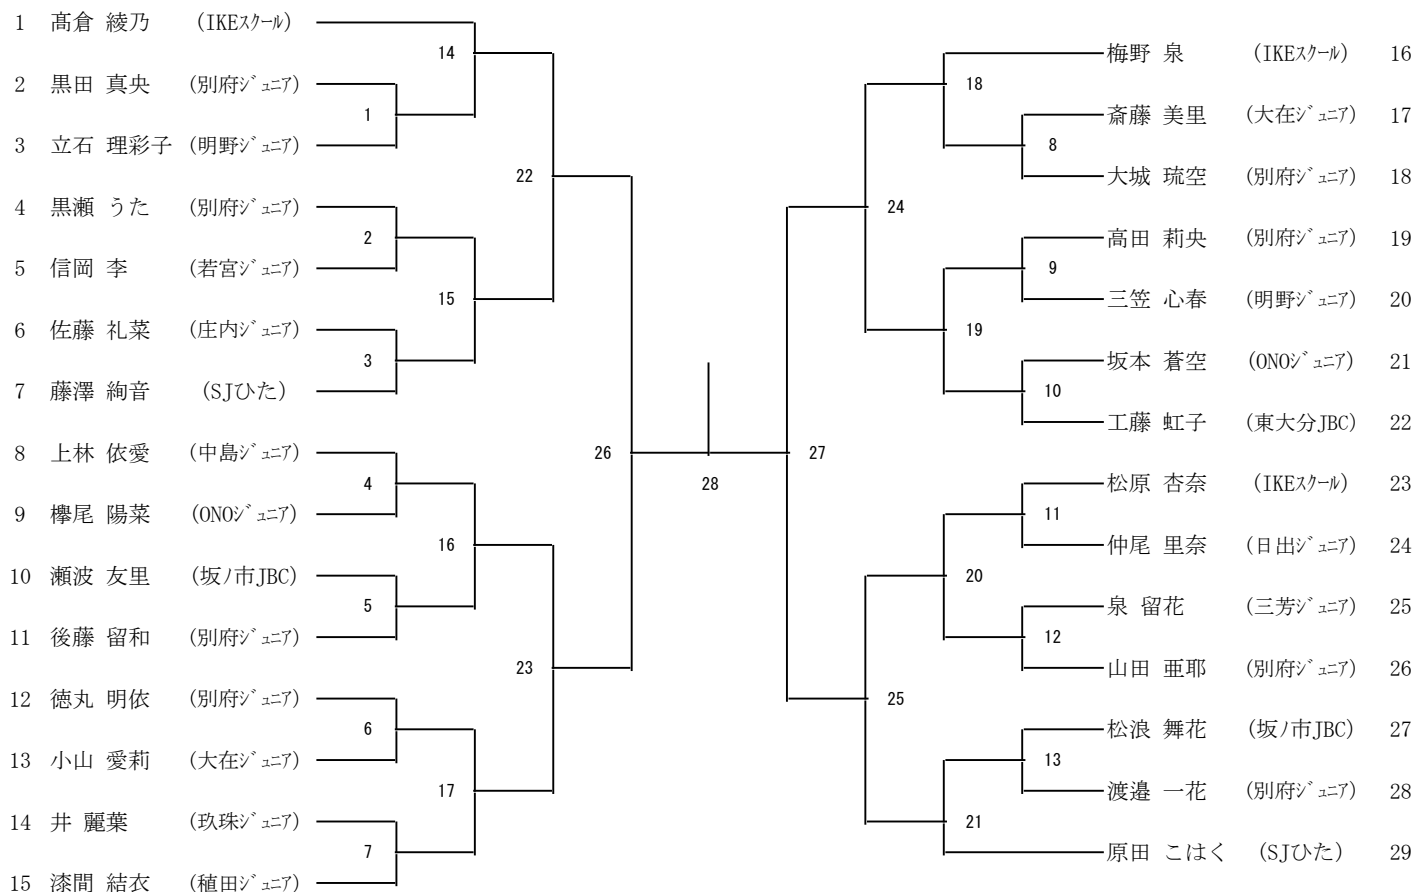 1 髙倉 綾乃 (IKEスクール)
14
2 黒田 真央 (別府ジュニア)
1
3 立石 理彩子 (明野ジュニア)
22
4 黒瀬 うた (別府ジュニア)
2
5 信岡 李 (若宮ジュニア)
15
6 佐藤 礼菜 (庄内ジュニア)
3
7 藤澤 絢音 (SJひた)
26
8 上林 依愛 (中島ジュニア)
4
9 欅尾 陽菜 (ONOジュニア)
16
10 瀬波 友里 (坂ノ市JBC)
5
11 後藤 留和 (別府ジュニア)
23
12 徳丸 明依 (別府ジュニア)
6
13 小山 愛莉 (大在ジュニア)
17
14 井 麗葉 (玖珠ジュニア)
7
15 漆間 結衣 (稙田ジュニア)
28
梅野 泉 (IKEスクール) 16
18
斎藤 美里 (大在ジュニア) 17
8
大城 琉空 (別府ジュニア) 18
24
高田 莉央 (別府ジュニア) 19
9
三笠 心春 (明野ジュニア) 20
19
坂本 蒼空 (ONOジュニア) 21
10
工藤 虹子 (東大分JBC) 22
27
松原 杏奈 (IKEスクール) 23
11
仲尾 里奈 (日出ジュニア) 24
20
泉 留花 (三芳ジュニア) 25
12
山田 亜耶 (別府ジュニア) 26
25
松浪 舞花 (坂ノ市JBC) 27
13
渡邉 一花 (別府ジュニア) 28
21
原田 こはく (SJひた) 29